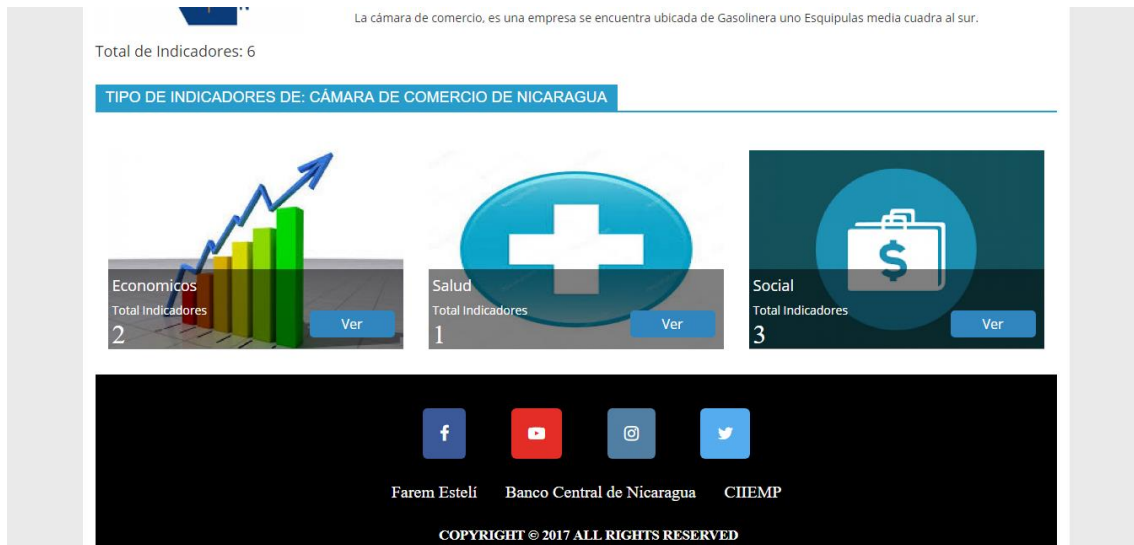 La cámara de comercio, es una empresa se encuentra ubicada de Gasolinera uno Esquipulas media cuadra al sur.
Total de Indicadores: 6
TIPO DE INDICADORES DE: CÁMARA DE COMERCIO DE NICARAGUA
Economicos
Total Indicadores
2
Ver
Salud
Total Indicadores
1
Ver
Social
Total Indicadores
3
Ver
Farem Estelí Banco Central de Nicaragua CIIEMP
COPYRIGHT © 2017 ALL RIGHTS RESERVED